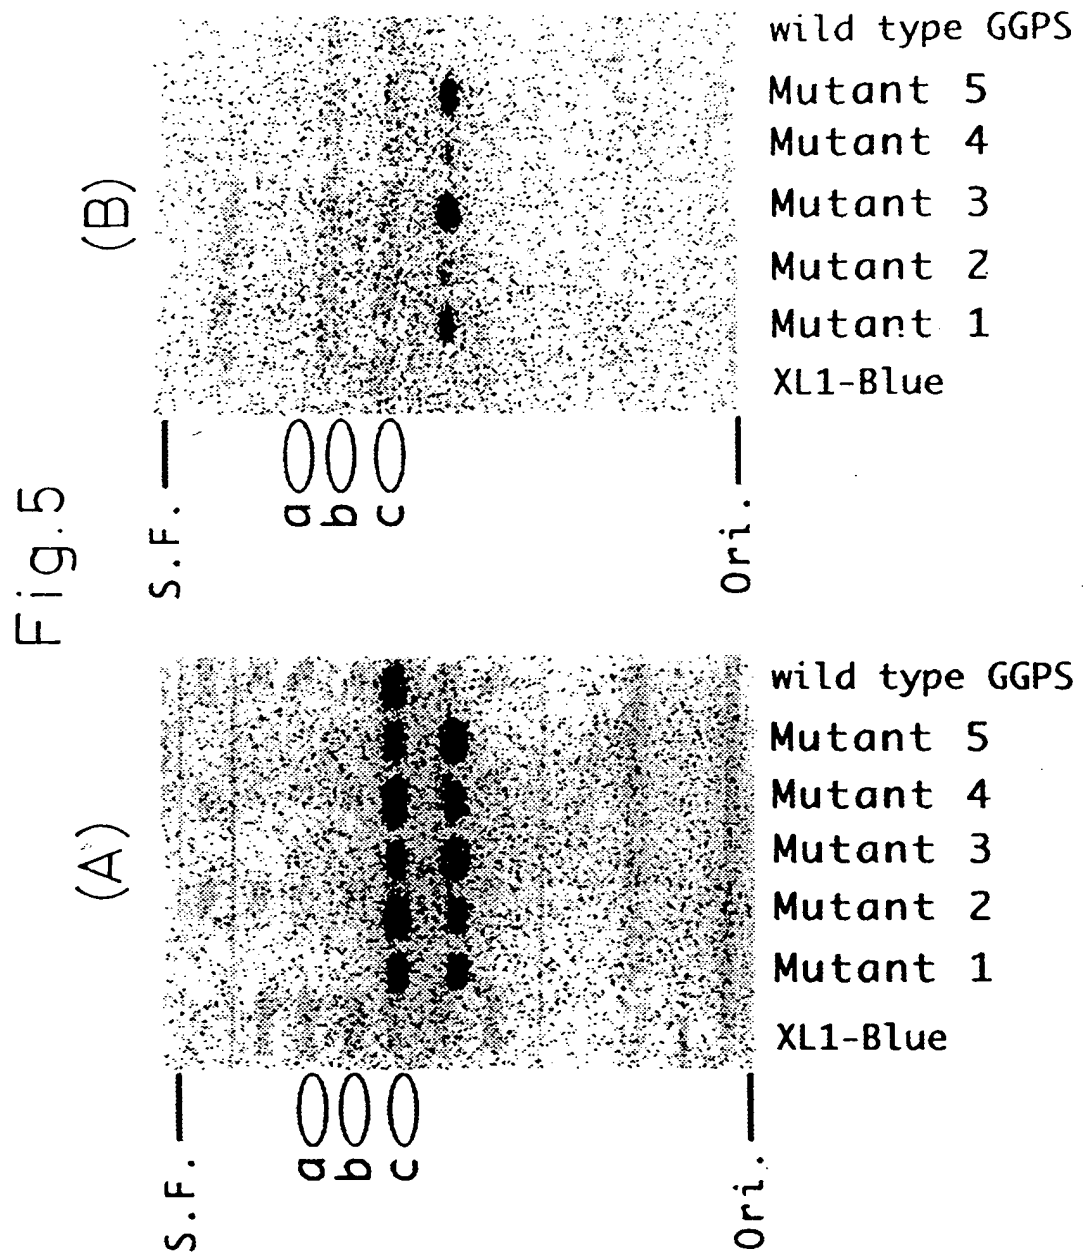 Fig.5
(A)
S.F.
a
b
c
Ori.
wild type GGPS
Mutant 5
Mutant 4
Mutant 3
Mutant 2
Mutant 1
XL1-Blue
(B)
S.F.
a
b
c
Ori.
wild type GGPS
Mutant 5
Mutant 4
Mutant 3
Mutant 2
Mutant 1
XL1-Blue